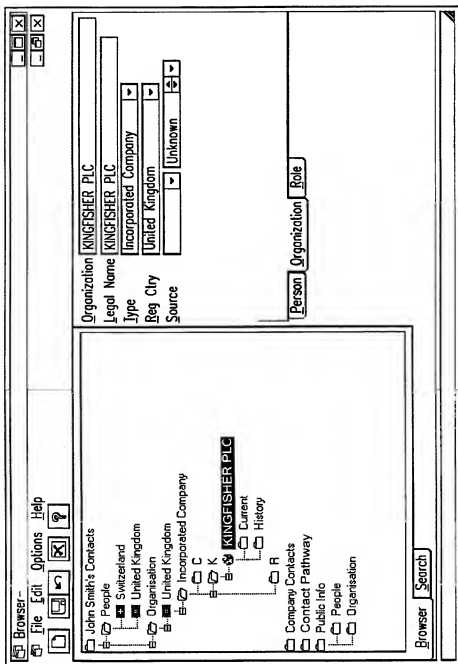 Browser–
File Edit Options Help
John Smith's Contacts
People
Switzerland
United Kingdom
Organisation
United Kingdom
Incorporated Company
C
K
KINGFISHER PLC
Current
History
R
Company Contacts
Contact Pathway
Public Info
People
Organisation
Browser Search
Organization KINGFISHER PLC
Legal Name KINGFISHER PLC
Type Incorporated Company
Reg Ctry United Kingdom
Source Unknown
Person Organization Role